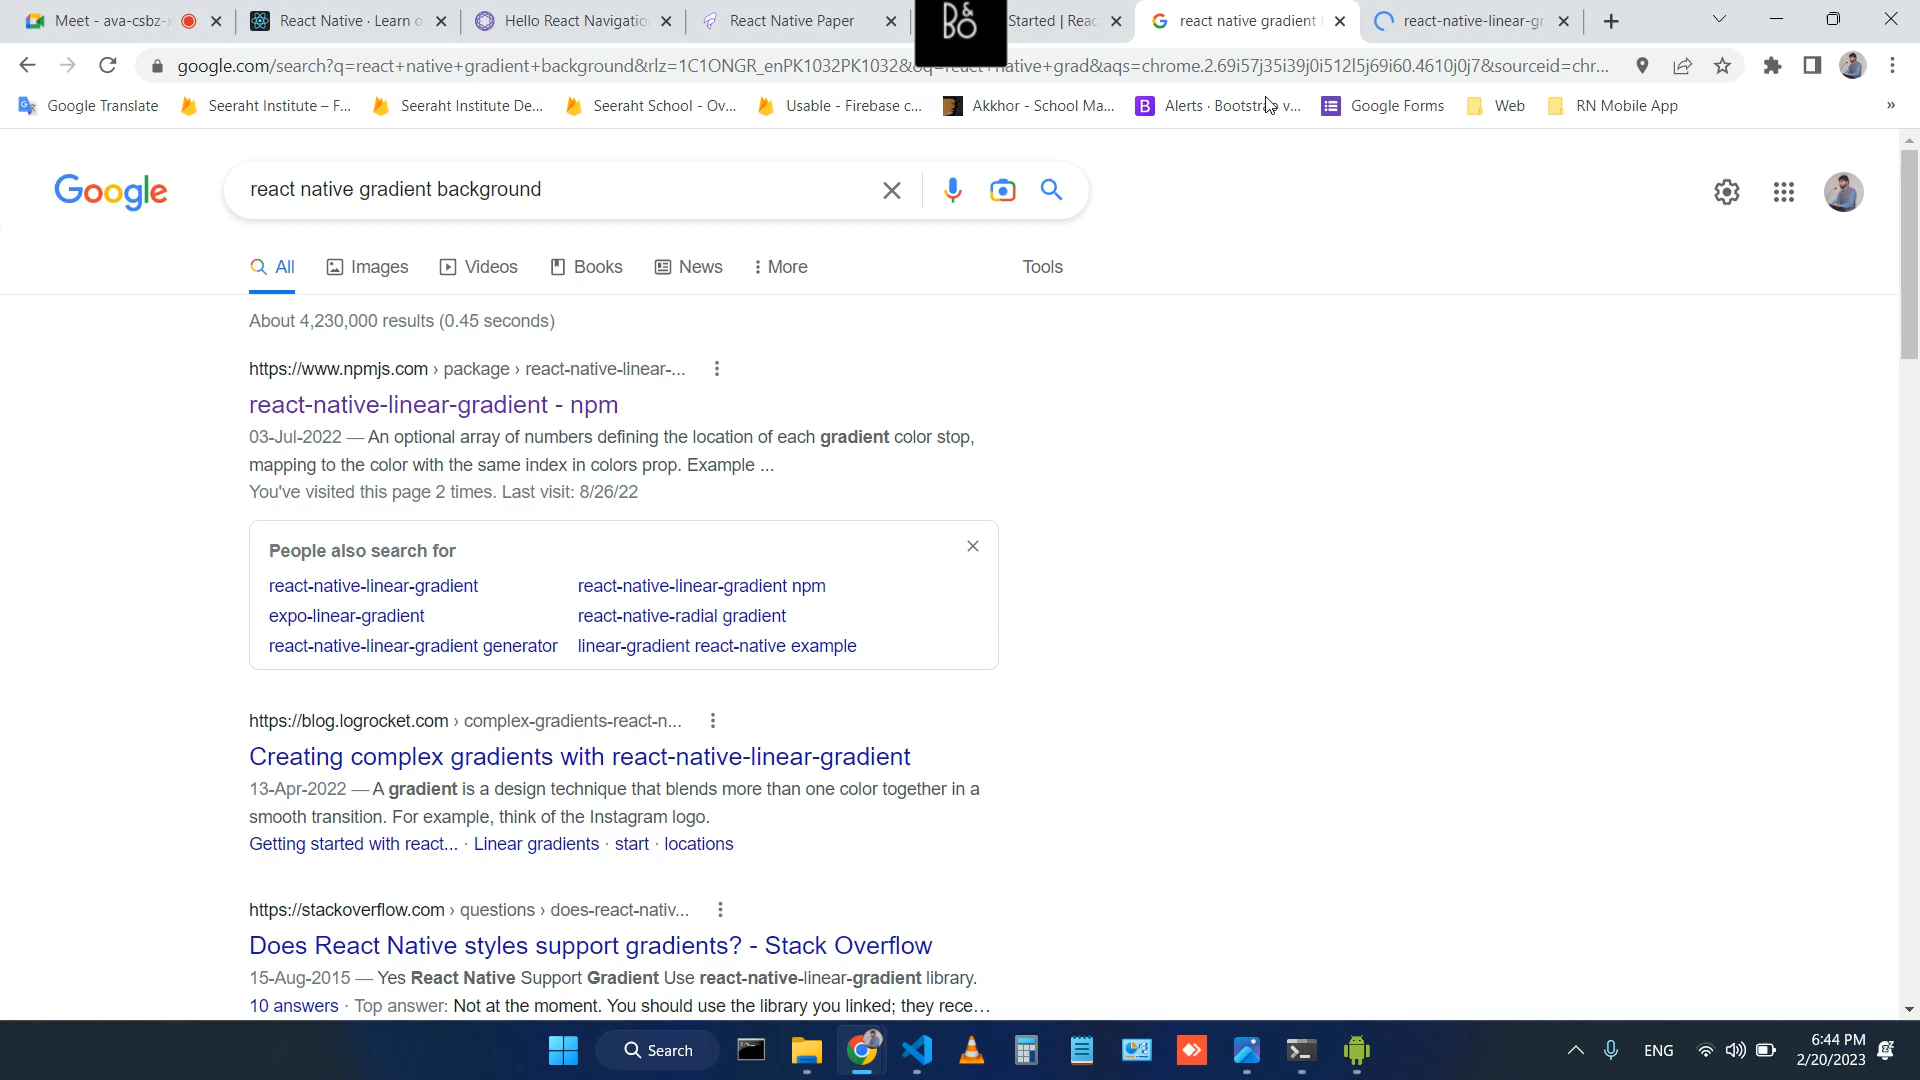 Meet - ava-csbz-
React Native · Learn o
Hello React Navigatio
React Native Paper
B&O
Started | Reac
react native gradient
react-native-linear-gr
google.com/search?q=react+native+gradient+background&rlz=1C1ONGR_enPK1032PK1032&oq=react+native+grad&aqs=chrome.2.69i57j35i39j0i512l5j69i60.4610j0j7&sourceid=chr...
Google Translate
Seeraht Institute – F...
Seeraht Institute De...
Seeraht School - Ov...
Usable - Firebase c...
Akkhor - School Ma...
Alerts · Bootstrap v...
Google Forms
Web
RN Mobile App
»
Google
react native gradient background
All
Images
Videos
Books
News
More
Tools
About 4,230,000 results (0.45 seconds)
https://www.npmjs.com › package › react-native-linear-...
react-native-linear-gradient - npm
03-Jul-2022 — An optional array of numbers defining the location of each gradient color stop,
mapping to the color with the same index in colors prop. Example ...
You've visited this page 2 times. Last visit: 8/26/22
People also search for
react-native-linear-gradient
react-native-linear-gradient npm
expo-linear-gradient
react-native-radial gradient
react-native-linear-gradient generator
linear-gradient react-native example
https://blog.logrocket.com › complex-gradients-react-n...
Creating complex gradients with react-native-linear-gradient
13-Apr-2022 — A gradient is a design technique that blends more than one color together in a
smooth transition. For example, think of the Instagram logo.
Getting started with react... · Linear gradients · start · locations
https://stackoverflow.com › questions › does-react-nativ...
Does React Native styles support gradients? - Stack Overflow
15-Aug-2015 — Yes React Native Support Gradient Use react-native-linear-gradient library.
10 answers · Top answer: Not at the moment. You should use the library you linked; they rece...
Search
ENG
6:44 PM
2/20/2023